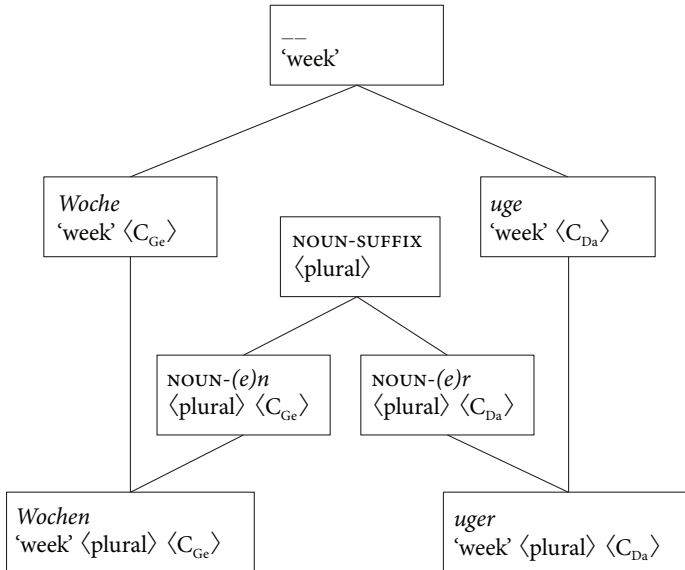 __
‘week’
Woche
‘week’ ⟨C_Ge⟩
uge
‘week’ ⟨C_Da⟩
NOUN-SUFFIX
⟨plural⟩
NOUN-(e)n
⟨plural⟩ ⟨C_Ge⟩
NOUN-(e)r
⟨plural⟩ ⟨C_Da⟩
Wochen
‘week’ ⟨plural⟩ ⟨C_Ge⟩
uger
‘week’ ⟨plural⟩ ⟨C_Da⟩